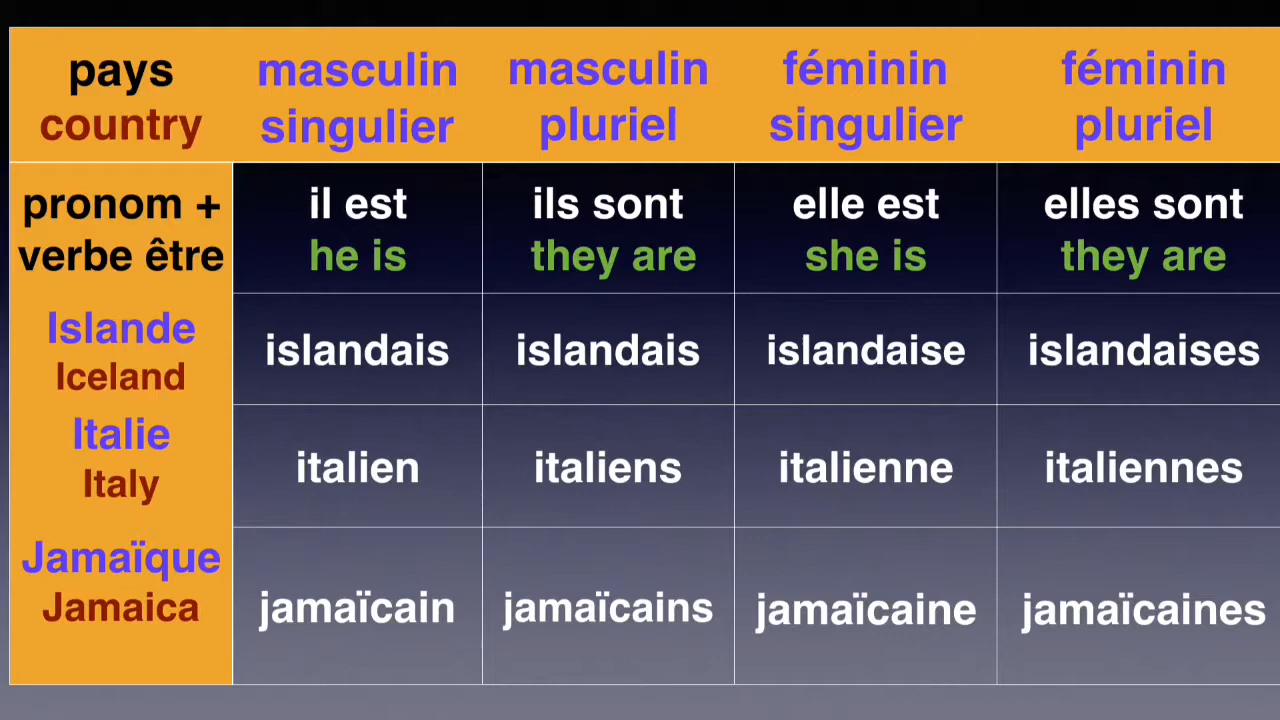 pays
country
masculin
singulier
masculin
pluriel
féminin
singulier
féminin
pluriel
pronom +
verbe être
il est
he is
ils sont
they are
elle est
she is
elles sont
they are
Islande
Iceland
islandais
islandais
islandaise
islandaises
Italie
Italy
italien
italiens
italienne
italiennes
Jamaïque
Jamaica
jamaïcain
jamaïcains
jamaïcaine
jamaïcaines